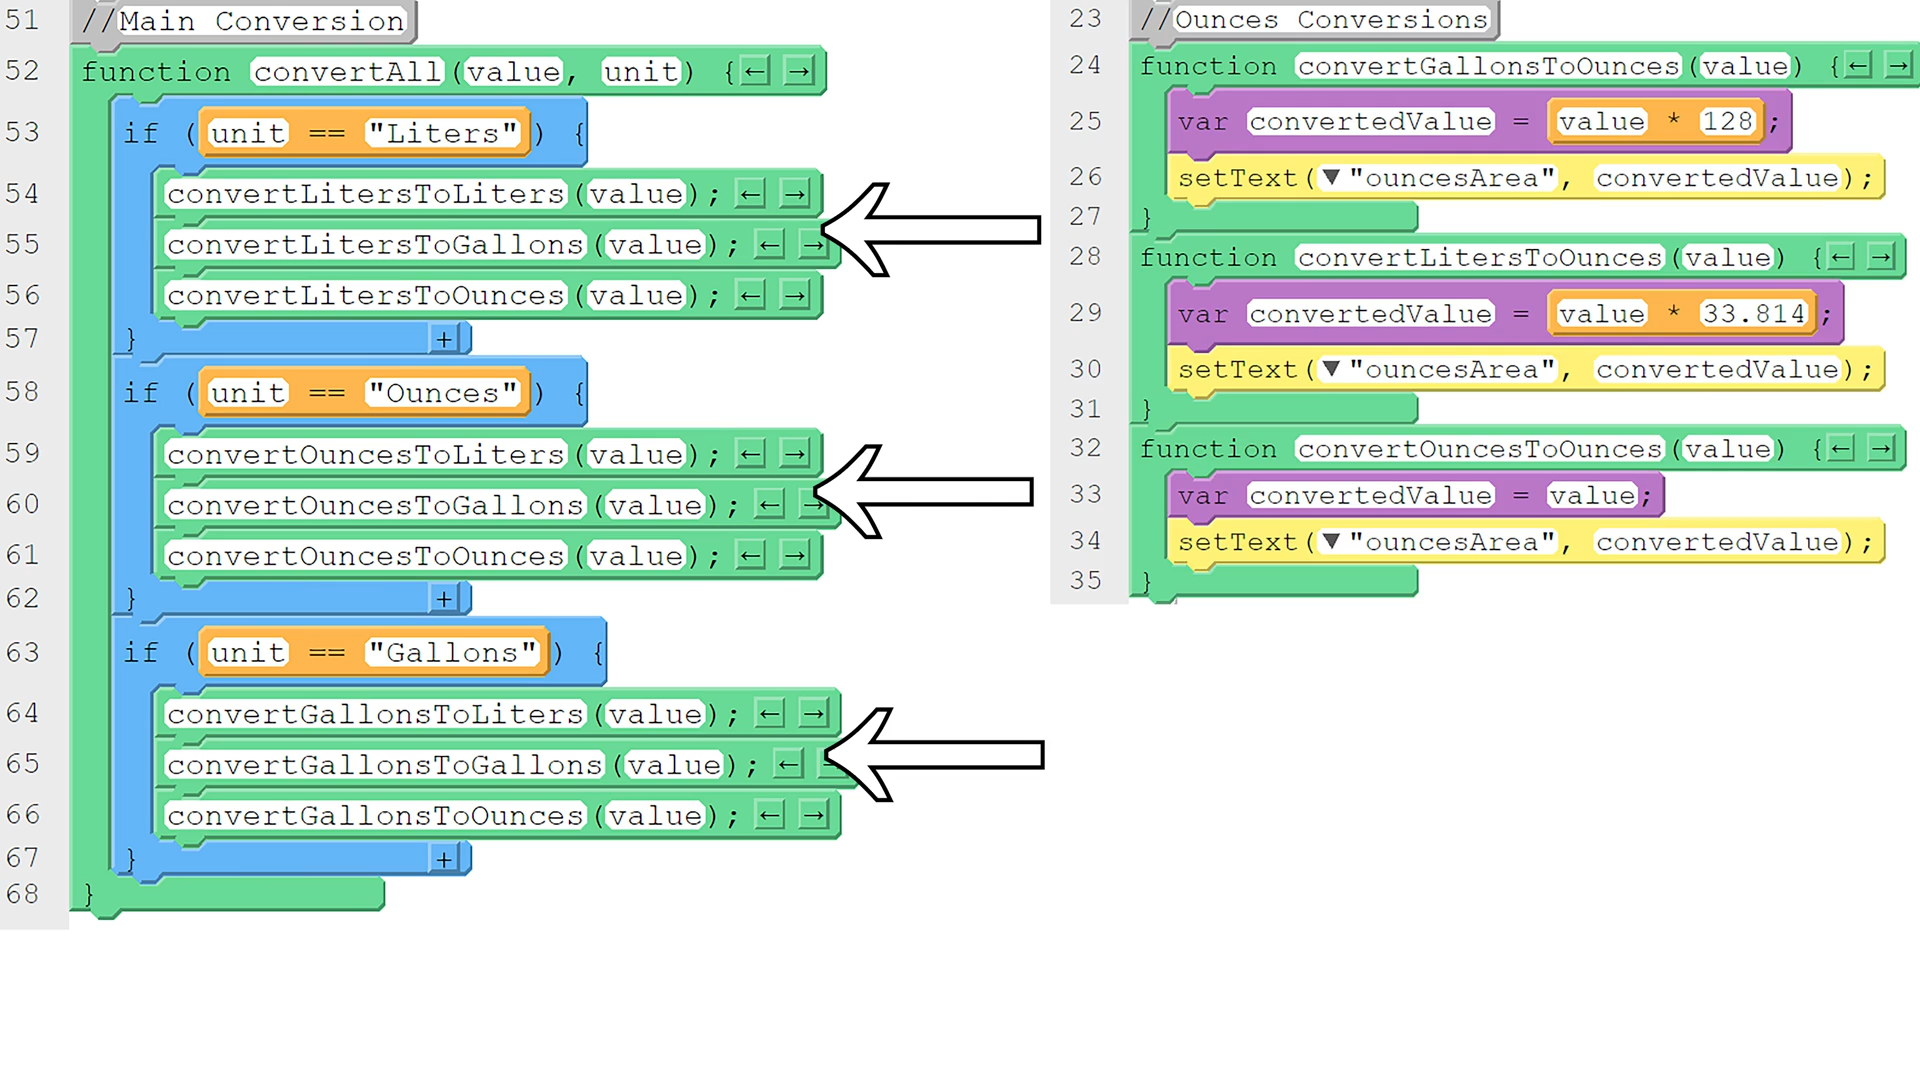 51 //Main Conversion
52 function convertAll(value, unit) {← →
53 if (unit == "Liters") {
54 convertLitersToLiters(value); ← →
55 convertLitersToGallons(value); ← →
56 convertLitersToOunces(value); ← →
57 } +
58 if (unit == "Ounces") {
59 convertOuncesToLiters(value); ← →
60 convertOuncesToGallons(value); ← →
61 convertOuncesToOunces(value); ← →
62 } +
63 if (unit == "Gallons") {
64 convertGallonsToLiters(value); ← →
65 convertGallonsToGallons(value); ←
66 convertGallonsToOunces(value); ← →
67 } +
68 }
23 //Ounces Conversions
24 function convertGallonsToOunces(value) {← →
25 var convertedValue = value * 128;
26 setText(▼"ouncesArea", convertedValue);
27 }
28 function convertLitersToOunces(value) {← →
29 var convertedValue = value * 33.814;
30 setText(▼"ouncesArea", convertedValue);
31 }
32 function convertOuncesToOunces(value) {← →
33 var convertedValue = value;
34 setText(▼"ouncesArea", convertedValue);
35 }